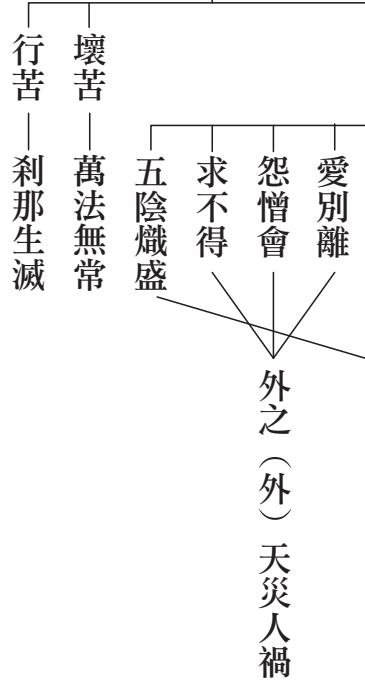 愛別離
怨憎會
求不得
五陰熾盛
外之（外）天災人禍
壞苦
萬法無常
行苦
剎那生滅